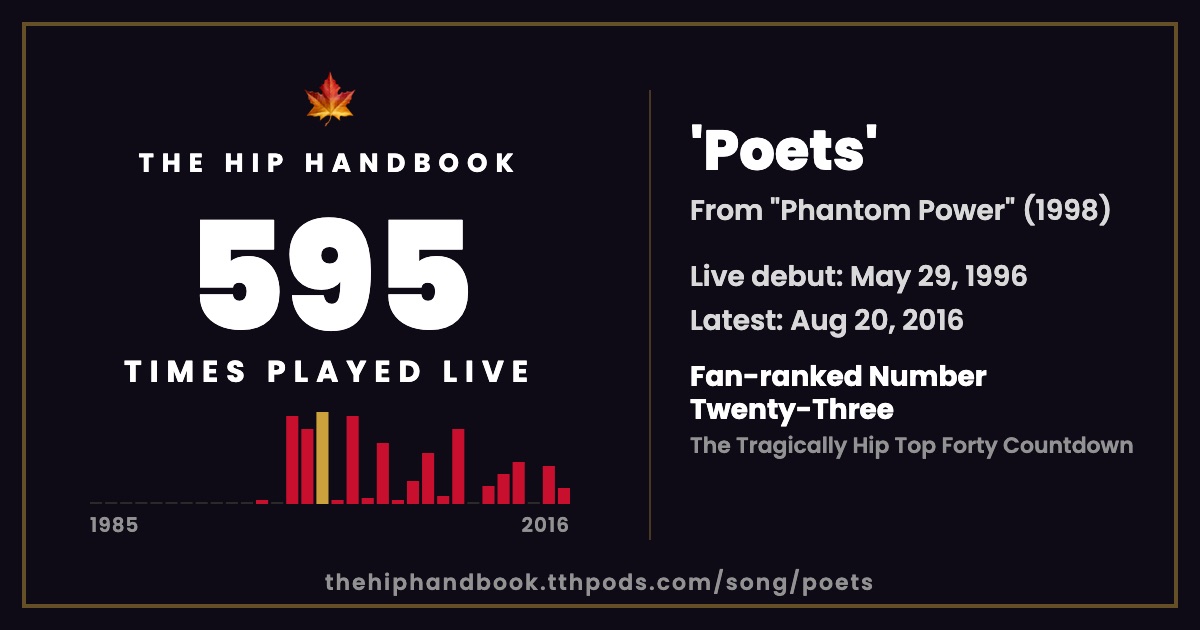 THE HIP HANDBOOK
595
TIMES PLAYED LIVE
1985
2016
'Poets'
From "Phantom Power" (1998)
Live debut: May 29, 1996
Latest: Aug 20, 2016
Fan-ranked Number
Twenty-Three
The Tragically Hip Top Forty Countdown
thehiphandbook.tthpods.com/song/poets